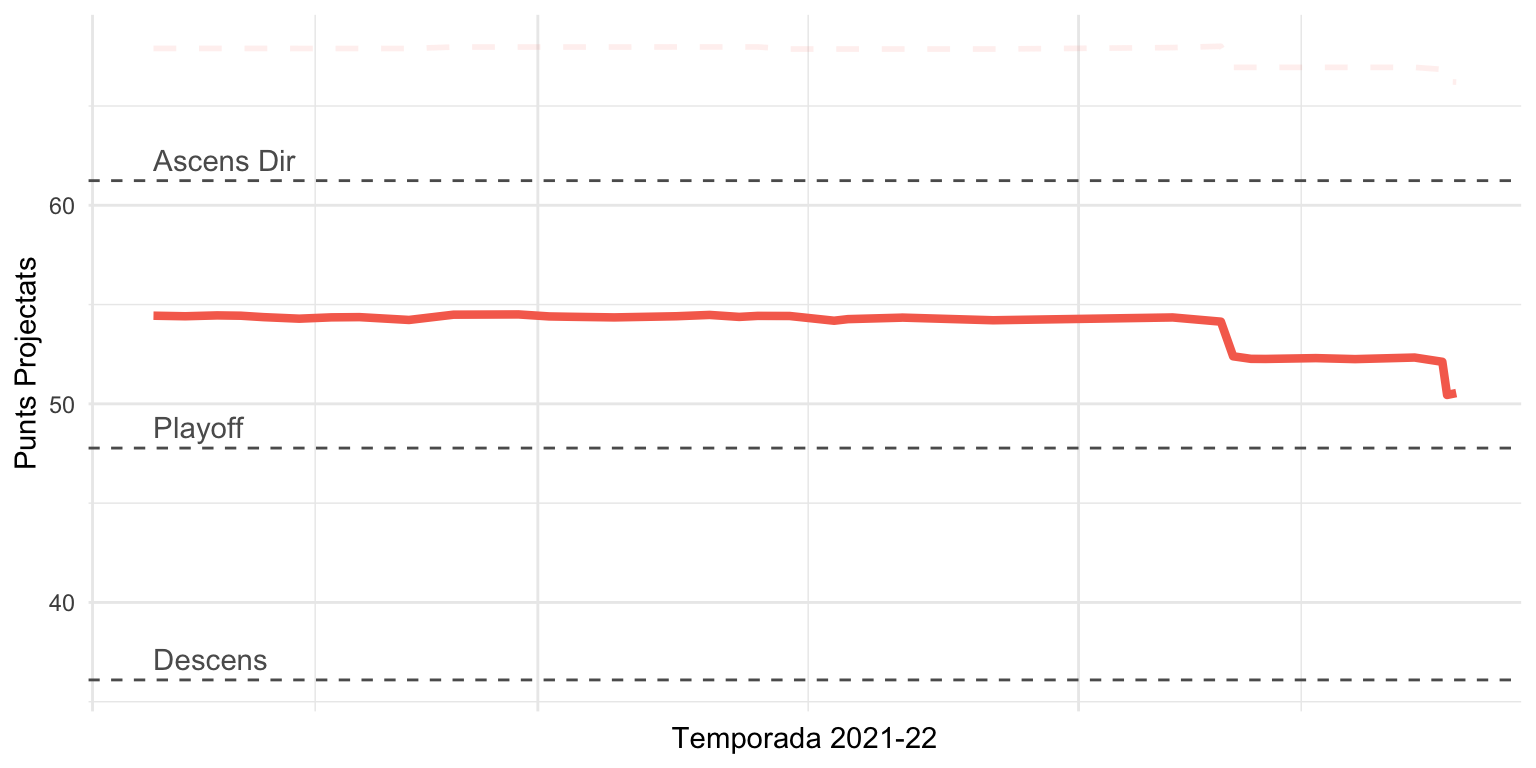 Ascens Dir
60
Punts Projectats
50
Playoff
40
Descens
Temporada 2021-22